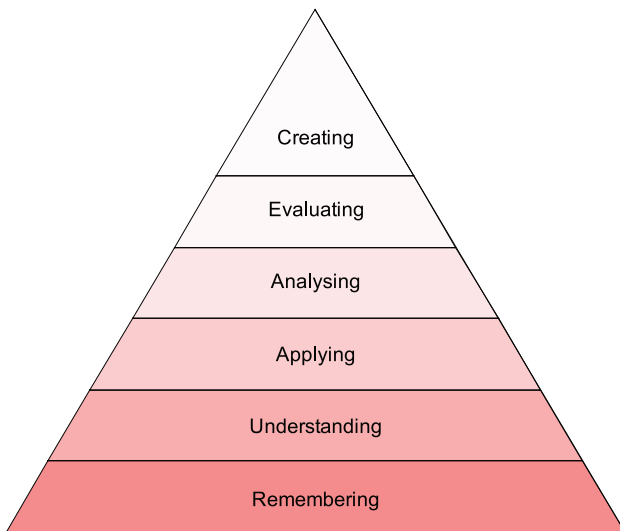 Creating
Evaluating
Analysing
Applying
Understanding
Remembering